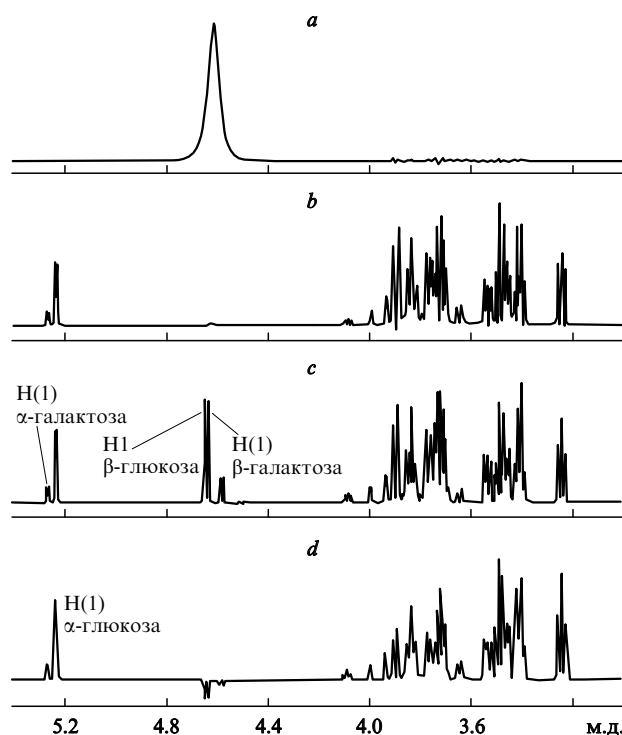 a
b
c
H(1)
α-галактоза
H1
β-глюкоза
H(1)
β-галактоза
d
H(1)
α-глюкоза
5.2 4.8 4.4 4.0 3.6 м.д.